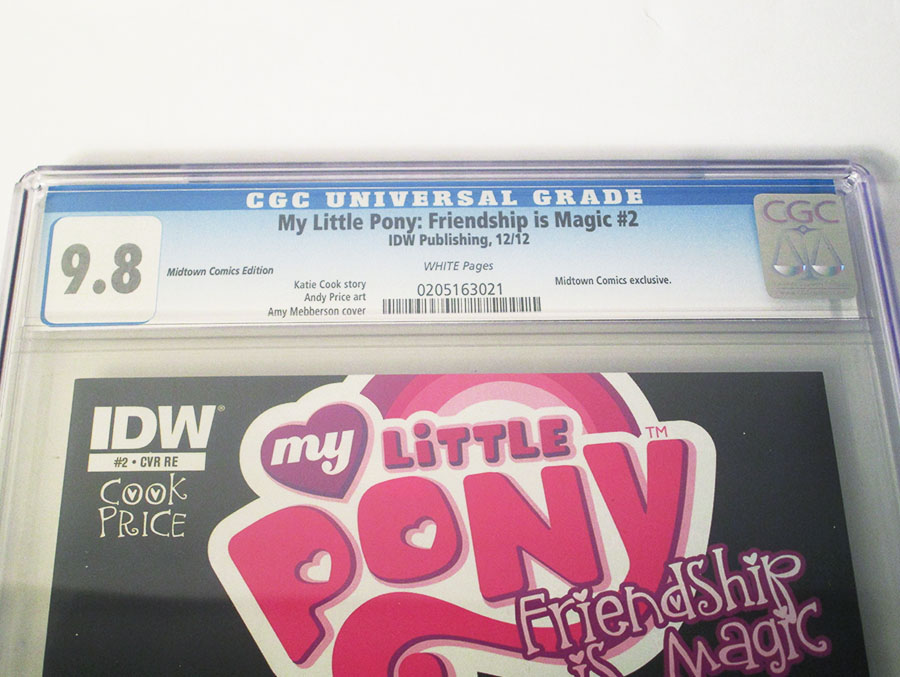 CGC UNIVERSAL GRADE
My Little Pony: Friendship is Magic #2
IDW Publishing, 12/12
9.8
Midtown Comics Edition
WHITE Pages
Katie Cook story
Andy Price art
Amy Mebberson cover
0205163021
Midtown Comics exclusive.
CGC
IDW®
#2 • CVR RE
COOK
PRICE
my LiTTLE
PONY
TM
Friendship
is Magic